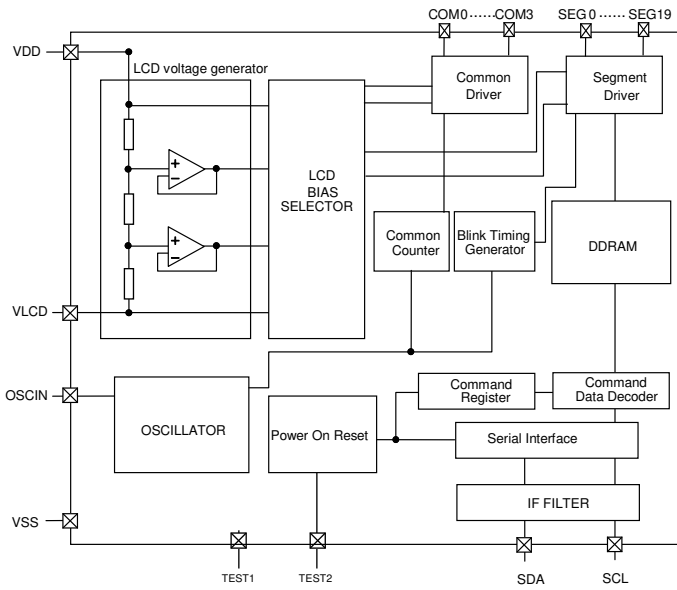 COM0 ······ COM3 SEG 0 ······ SEG19
VDD
LCD voltage generator
Common
Driver
Segment
Driver
+
−
+
−
LCD
BIAS
SELECTOR
Common
Counter
Blink Timing
Generator
DDRAM
VLCD
OSCIN
OSCILLATOR
Power On Reset
Command
Register
Command
Data Decoder
Serial Interface
IF FILTER
VSS
TEST1
TEST2
SDA
SCL